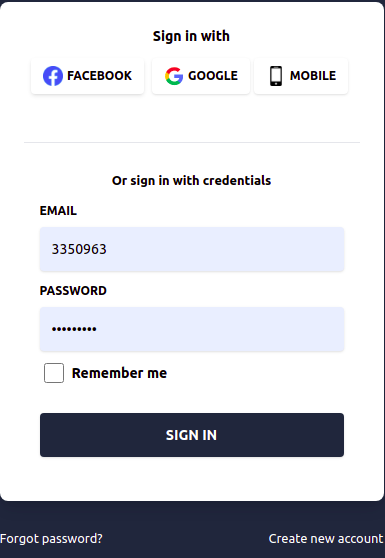 Sign in with
FACEBOOK GOOGLE MOBILE
Or sign in with credentials
EMAIL
3350963
PASSWORD
•••••••••
Remember me
SIGN IN
Forgot password? Create new account